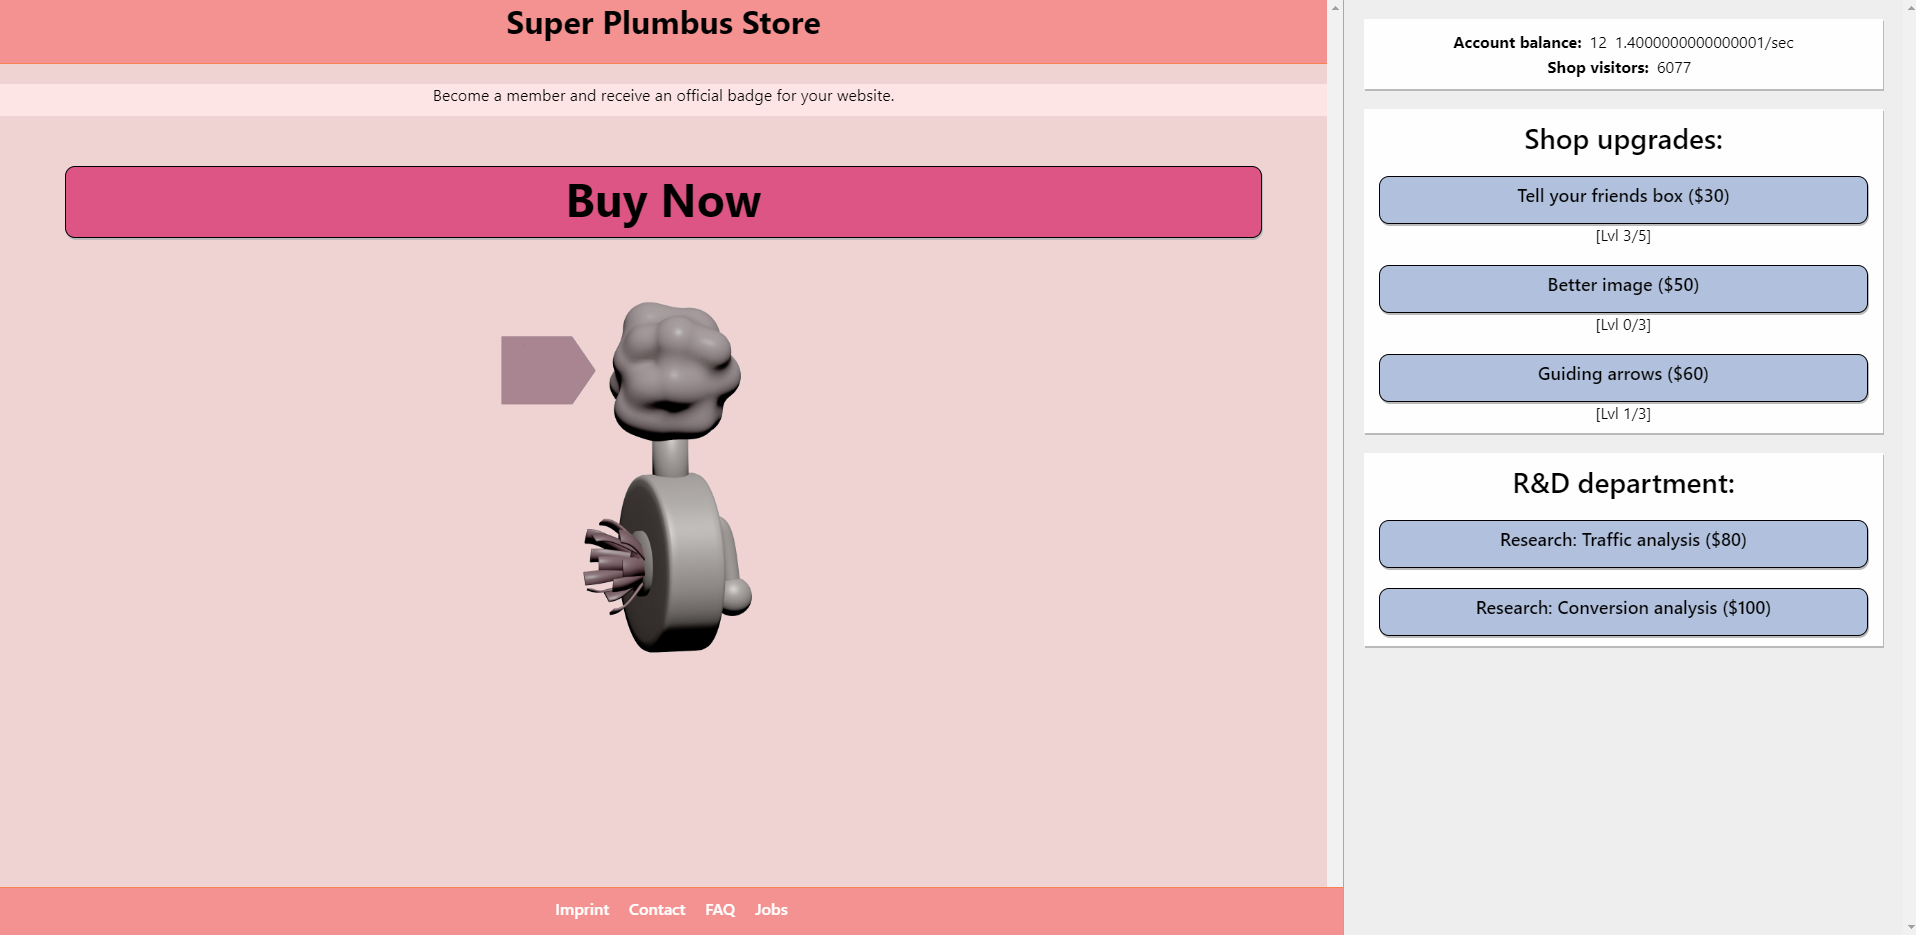 Super Plumbus Store
Become a member and receive an official badge for your website.
Buy Now
Imprint Contact FAQ Jobs
Account balance: 12 1.4000000000000001/sec
Shop visitors: 6077
Shop upgrades:
Tell your friends box ($30)
[Lvl 3/5]
Better image ($50)
[Lvl 0/3]
Guiding arrows ($60)
[Lvl 1/3]
R&D department:
Research: Traffic analysis ($80)
Research: Conversion analysis ($100)